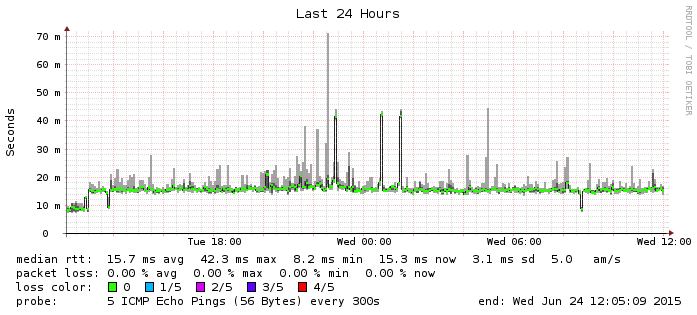 Last 24 Hours
RRDTOOL / TOBI OETIKER
Seconds
70 m
60 m
50 m
40 m
30 m
20 m
10 m
0
Tue 18:00 Wed 00:00 Wed 06:00 Wed 12:00
median rtt: 15.7 ms avg 42.3 ms max 8.2 ms min 15.3 ms now 3.1 ms sd 5.0 am/s
packet loss: 0.00 % avg 0.00 % max 0.00 % min 0.00 % now
loss color: 0 1/5 2/5 3/5 4/5
probe: 5 ICMP Echo Pings (56 Bytes) every 300s end: Wed Jun 24 12:05:09 2015